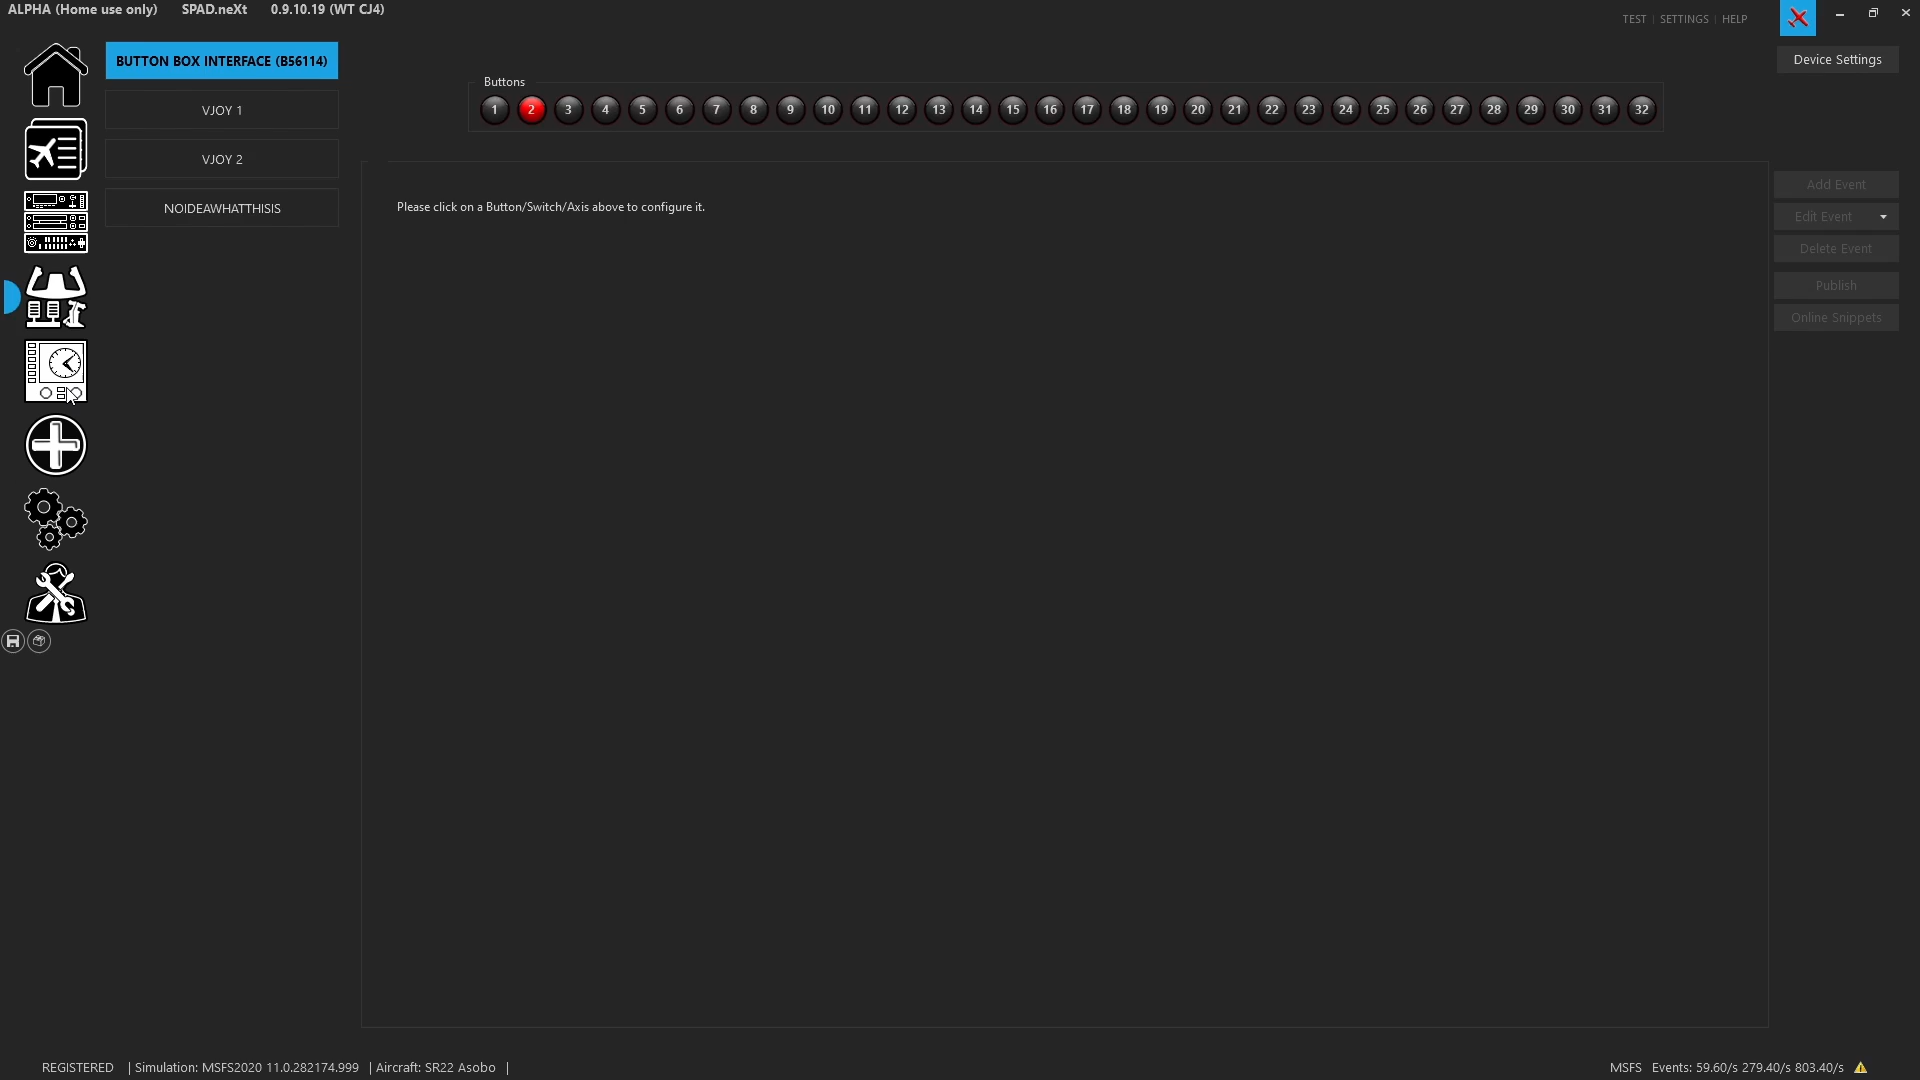 ALPHA (Home use only) SPAD.neXt 0.9.10.19 (WT CJ4)
TEST | SETTINGS | HELP
BUTTON BOX INTERFACE (B56114)
Device Settings
Buttons
VJOY 1
1 2 3 4 5 6 7 8 9 10 11 12 13 14 15 16 17 18 19 20 21 22 23 24 25 26 27 28 29 30 31 32
VJOY 2
Add Event
NOIDEAWHATTHISIS
Please click on a Button/Switch/Axis above to configure it.
Edit Event
Delete Event
Publish
Online Snippets
REGISTERED | Simulation: MSFS2020 11.0.282174.999 | Aircraft: SR22 Asobo |
MSFS Events: 59.60/s 279.40/s 803.40/s